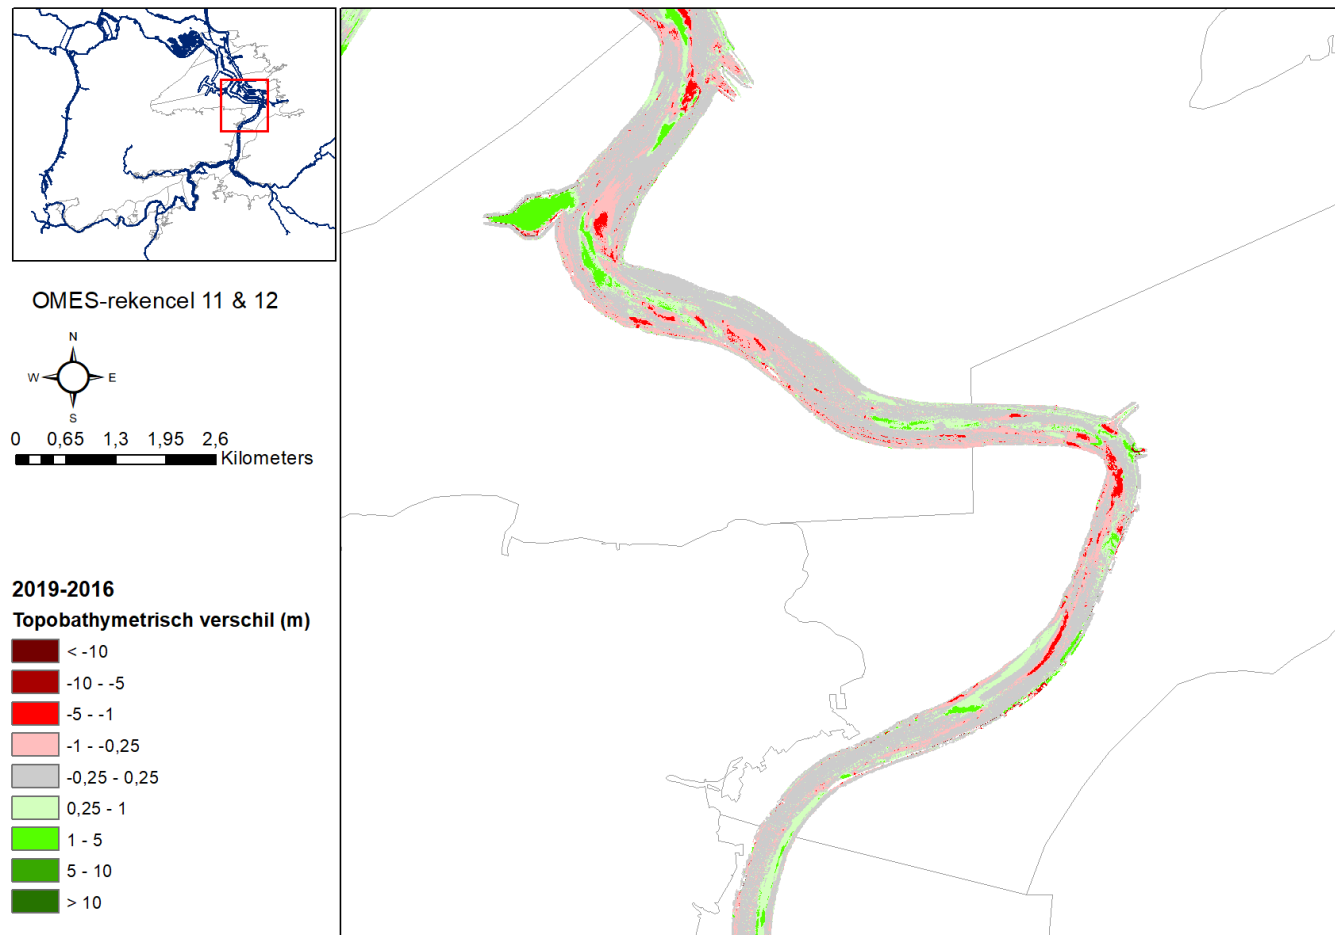 OMES-rekencel 11 & 12
N
W E
S
0 0,65 1,3 1,95 2,6
Kilometers
2019-2016
Topobathymetrisch verschil (m)
< -10
-10 - -5
-5 - -1
-1 - -0,25
-0,25 - 0,25
0,25 - 1
1 - 5
5 - 10
> 10